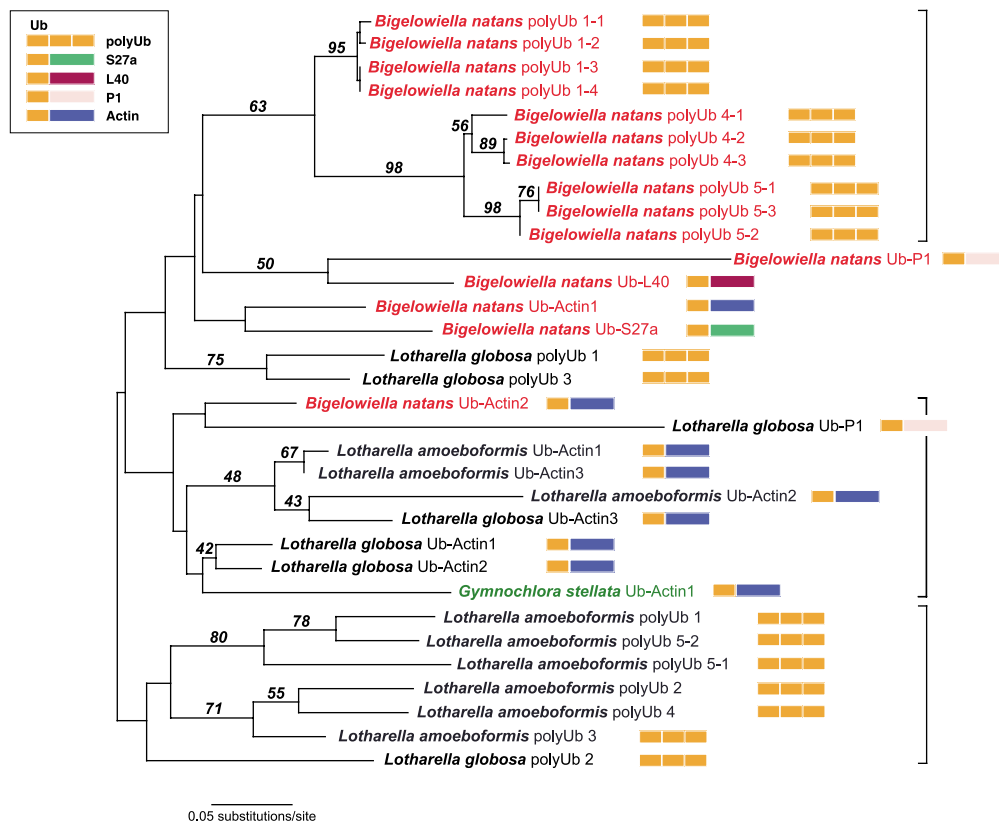 Ub
polyUb
S27a
L40
P1
Actin
Bigelowiella natans polyUb 1-1
95
Bigelowiella natans polyUb 1-2
Bigelowiella natans polyUb 1-3
Bigelowiella natans polyUb 1-4
63
Bigelowiella natans polyUb 4-1
56
Bigelowiella natans polyUb 4-2
89
Bigelowiella natans polyUb 4-3
98
Bigelowiella natans polyUb 5-1
76
Bigelowiella natans polyUb 5-3
98
Bigelowiella natans polyUb 5-2
Bigelowiella natans Ub-P1
50
Bigelowiella natans Ub-L40
Bigelowiella natans Ub-Actin1
Bigelowiella natans Ub-S27a
Lotharella globosa polyUb 1
75
Lotharella globosa polyUb 3
Bigelowiella natans Ub-Actin2
Lotharella globosa Ub-P1
Lotharella amoeboformis Ub-Actin1
67
Lotharella amoeboformis Ub-Actin3
48
Lotharella amoeboformis Ub-Actin2
43
Lotharella globosa Ub-Actin3
Lotharella globosa Ub-Actin1
42
Lotharella globosa Ub-Actin2
Gymnochlora stellata Ub-Actin1
Lotharella amoeboformis polyUb 1
78
80
Lotharella amoeboformis polyUb 5-2
Lotharella amoeboformis polyUb 5-1
Lotharella amoeboformis polyUb 2
55
71
Lotharella amoeboformis polyUb 4
Lotharella amoeboformis polyUb 3
Lotharella globosa polyUb 2
0.05 substitutions/site